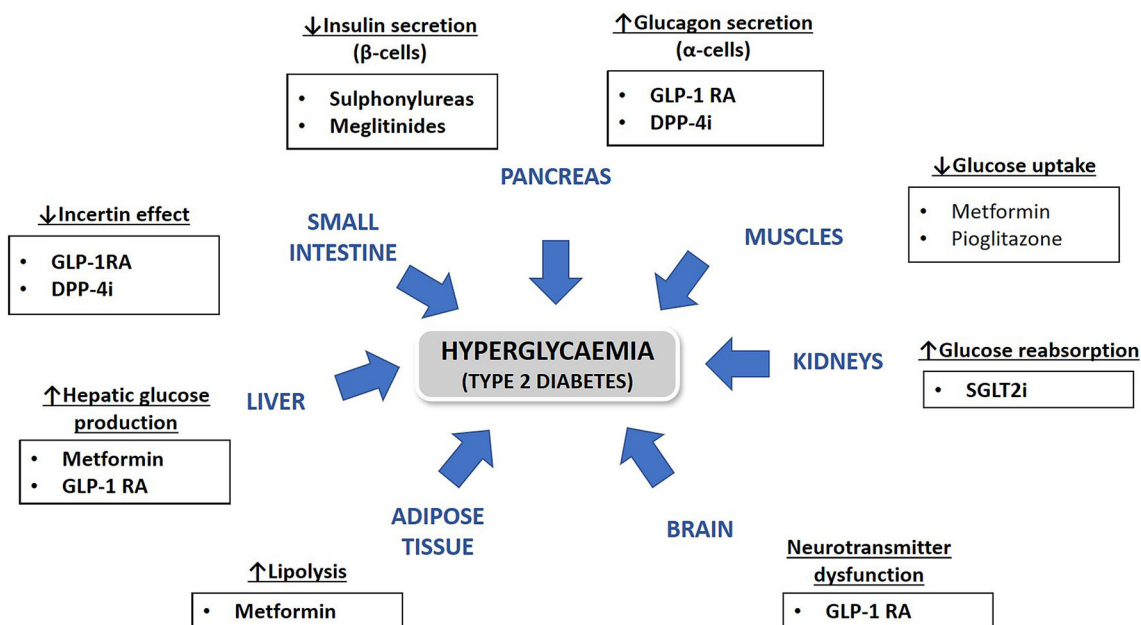 ↓Insulin secretion
(β-cells)
• Sulphonylureas
• Meglitinides
↑Glucagon secretion
(α-cells)
• GLP-1 RA
• DPP-4i
PANCREAS
↓Glucose uptake
• Metformin
• Pioglitazone
MUSCLES
↓Incertin effect
• GLP-1RA
• DPP-4i
SMALL
INTESTINE
HYPERGLYCAEMIA
(TYPE 2 DIABETES)
KIDNEYS
↑Glucose reabsorption
• SGLT2i
↑Hepatic glucose
production
• Metformin
• GLP-1 RA
LIVER
ADIPOSE
TISSUE
↑Lipolysis
• Metformin
BRAIN
Neurotransmitter
dysfunction
• GLP-1 RA